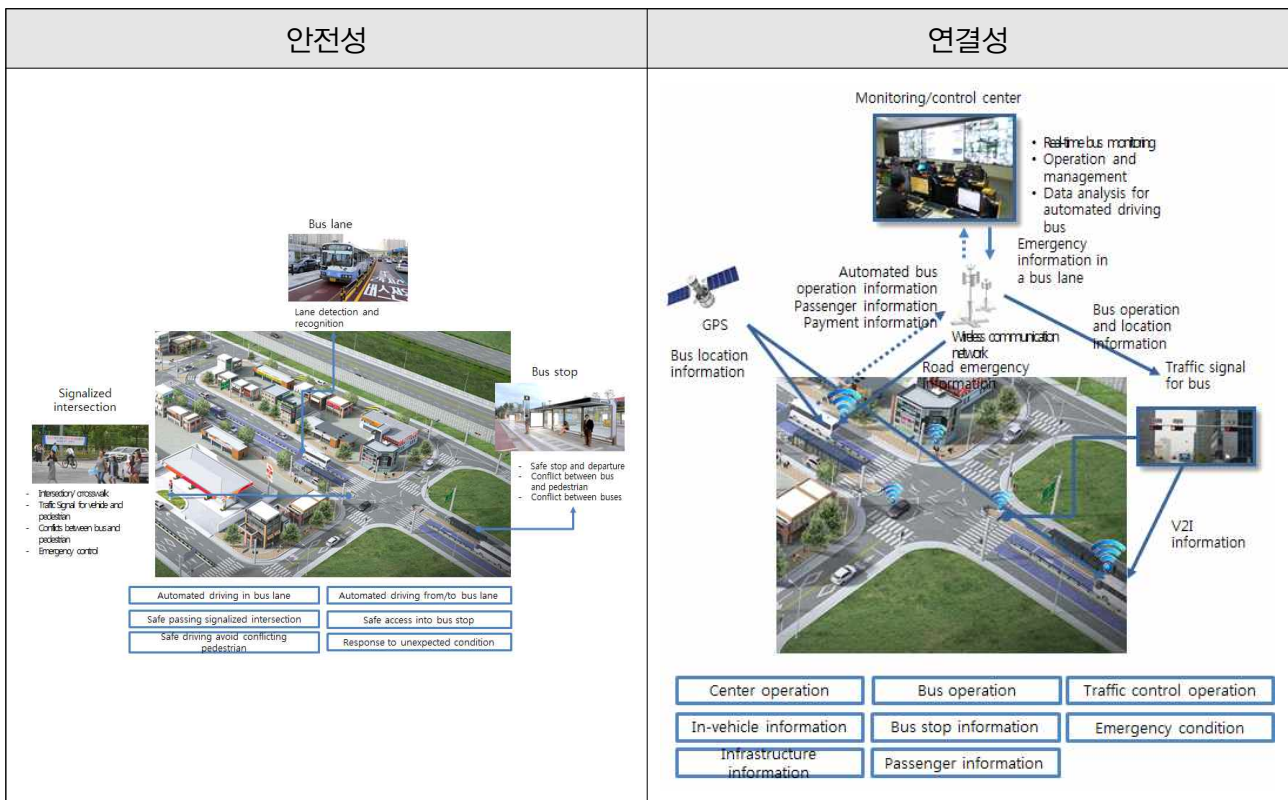 안전성
연결성
Bus lane
Lane detection and
recognition
Signalized
intersection
- Intersection/ crosswalk
- Traffic Signal for vehicle and
pedestrian
- Conflicts between bus and
pedestrian
- Emergency control
Bus stop
- Safe stop and departure
- Conflict between bus
and pedestrian
- Conflict between buses
Automated driving in bus lane
Automated driving from/to bus lane
Safe passing signalized intersection
Safe access into bus stop
Safe driving avoid conflicting
pedestrian
Response to unexpected condition
Monitoring/control center
• Real-time bus monitoring
• Operation and
management
• Data analysis for
automated driving
bus
Emergency
information in
a bus lane
Automated bus
operation information
Passenger information
Payment information
GPS
Bus location
information
Wireless communication
network
Road emergency
information
Bus operation
and location
information
Traffic signal
for bus
V2I
information
Center operation
Bus operation
Traffic control operation
In-vehicle information
Bus stop information
Emergency condition
Infrastructure
information
Passenger information